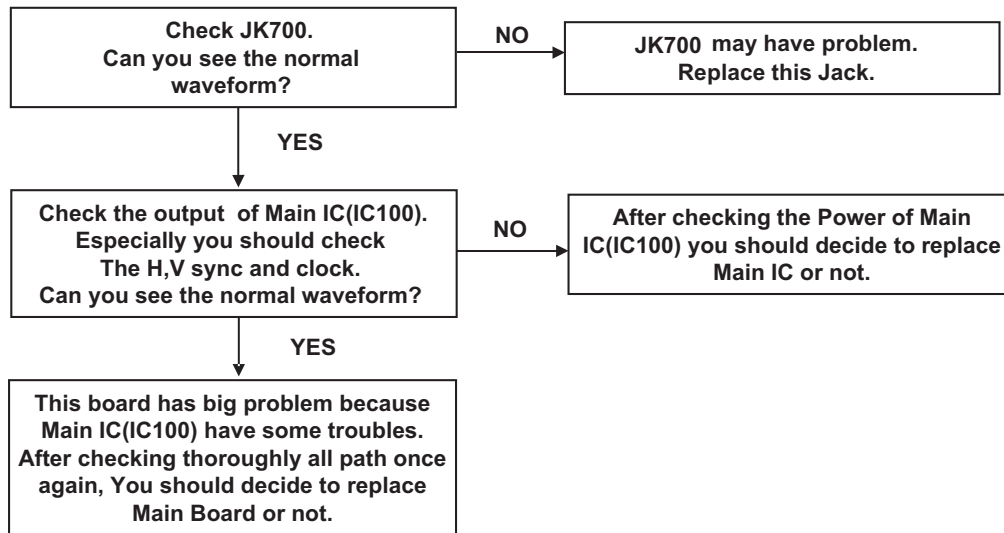 Check JK700.
Can you see the normal
waveform?
NO
JK700 may have problem.
Replace this Jack.
YES
Check the output of Main IC(IC100).
Especially you should check
The H,V sync and clock.
Can you see the normal waveform?
NO
After checking the Power of Main
IC(IC100) you should decide to replace
Main IC or not.
YES
This board has big problem because
Main IC(IC100) have some troubles.
After checking thoroughly all path once
again, You should decide to replace
Main Board or not.